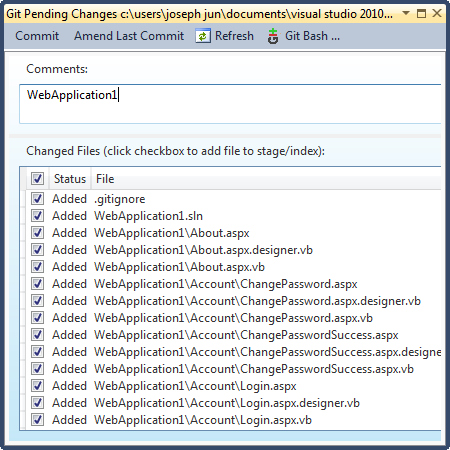 Git Pending Changes c:\users\joseph jun\documents\visual studio 2010...
Commit Amend Last Commit Refresh Git Bash ...
Comments:
WebApplication1
Changed Files (click checkbox to add file to stage/index):
Status File
Added .gitignore
Added WebApplication1.sln
Added WebApplication1\About.aspx
Added WebApplication1\About.aspx.designer.vb
Added WebApplication1\About.aspx.vb
Added WebApplication1\Account\ChangePassword.aspx
Added WebApplication1\Account\ChangePassword.aspx.designer.vb
Added WebApplication1\Account\ChangePassword.aspx.vb
Added WebApplication1\Account\ChangePasswordSuccess.aspx
Added WebApplication1\Account\ChangePasswordSuccess.aspx.designe
Added WebApplication1\Account\ChangePasswordSuccess.aspx.vb
Added WebApplication1\Account\Login.aspx
Added WebApplication1\Account\Login.aspx.designer.vb
Added WebApplication1\Account\Login.aspx.vb